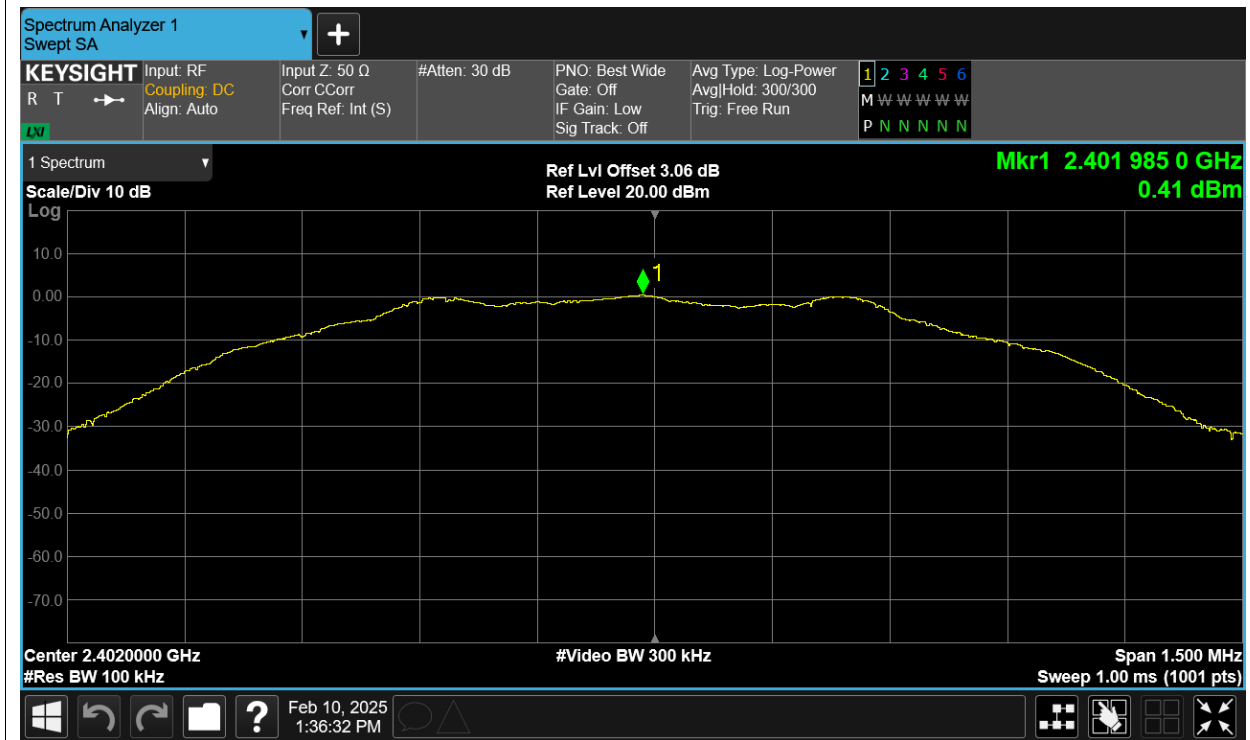 Spectrum Analyzer 1
Swept SA
KEYSIGHT
R T
LXI
Input: RF
Coupling: DC
Align: Auto
Input Z: 50 Ω
Corr CCorr
Freq Ref: Int (S)
#Atten: 30 dB
PNO: Best Wide
Gate: Off
IF Gain: Low
Sig Track: Off
Avg Type: Log-Power
Avg|Hold: 300/300
Trig: Free Run
1 2 3 4 5 6
M W W W W W
P N N N N N
1 Spectrum
Scale/Div 10 dB
Log
Ref Lvl Offset 3.06 dB
Ref Level 20.00 dBm
Mkr1 2.401 985 0 GHz
0.41 dBm
1
10.0
0.00
-10.0
-20.0
-30.0
-40.0
-50.0
-60.0
-70.0
Center 2.4020000 GHz
#Res BW 100 kHz
#Video BW 300 kHz
Span 1.500 MHz
Sweep 1.00 ms (1001 pts)
?
Feb 10, 2025
1:36:32 PM